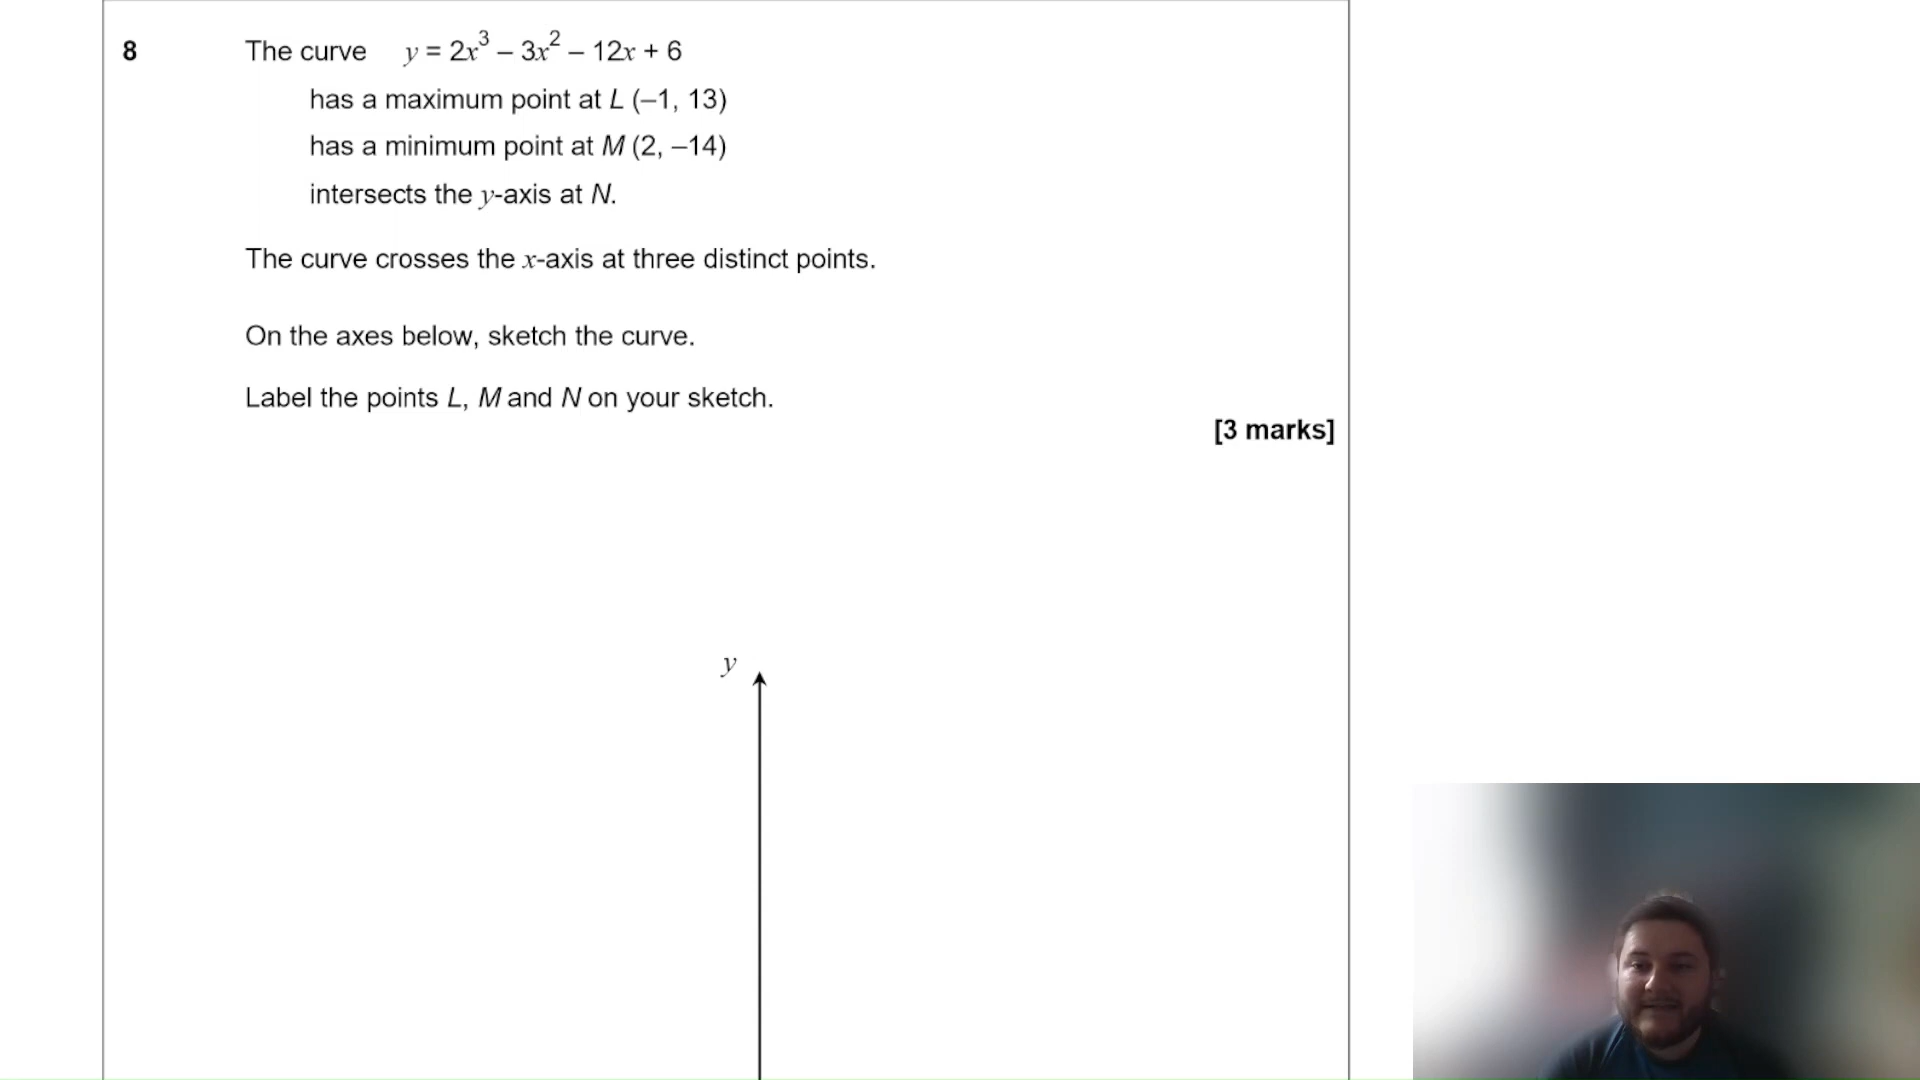 8 The curve y = 2x³ – 3x² – 12x + 6
has a maximum point at L (–1, 13)
has a minimum point at M (2, –14)
intersects the y-axis at N.
The curve crosses the x-axis at three distinct points.
On the axes below, sketch the curve.
Label the points L, M and N on your sketch.
[3 marks]
y